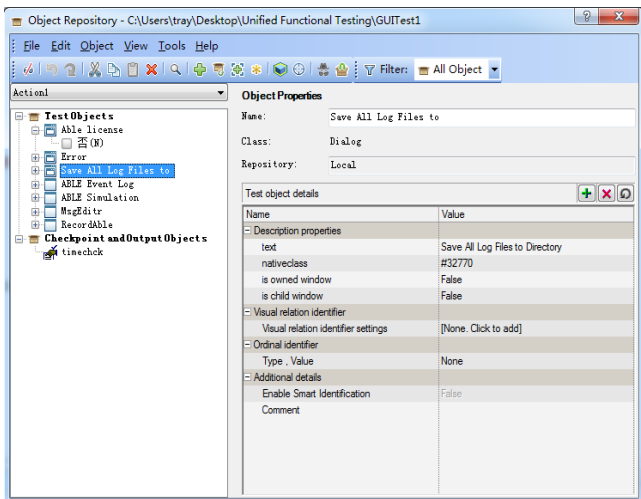 Object Repository - C:\Users\tray\Desktop\Unified Functional Testing\GUITest1
File Edit Object View Tools Help
Filter: All Object
Action1
Object Properties
Test Objects
Name: Save All Log Files to
Able license
否(N)
Class: Dialog
Error
Save All Log Files to
Repository: Local
ABLE Event Log
ABLE Simulation
Test object details
MsgEditr
Name Value
RecordAble
Description properties
Checkpoint and Output Objects
text Save All Log Files to Directory
timechck
nativeclass #32770
is owned window False
is child window False
Visual relation identifier
Visual relation identifier settings [None. Click to add]
Ordinal identifier
Type , Value None
Additional details
Enable Smart Identification False
Comment